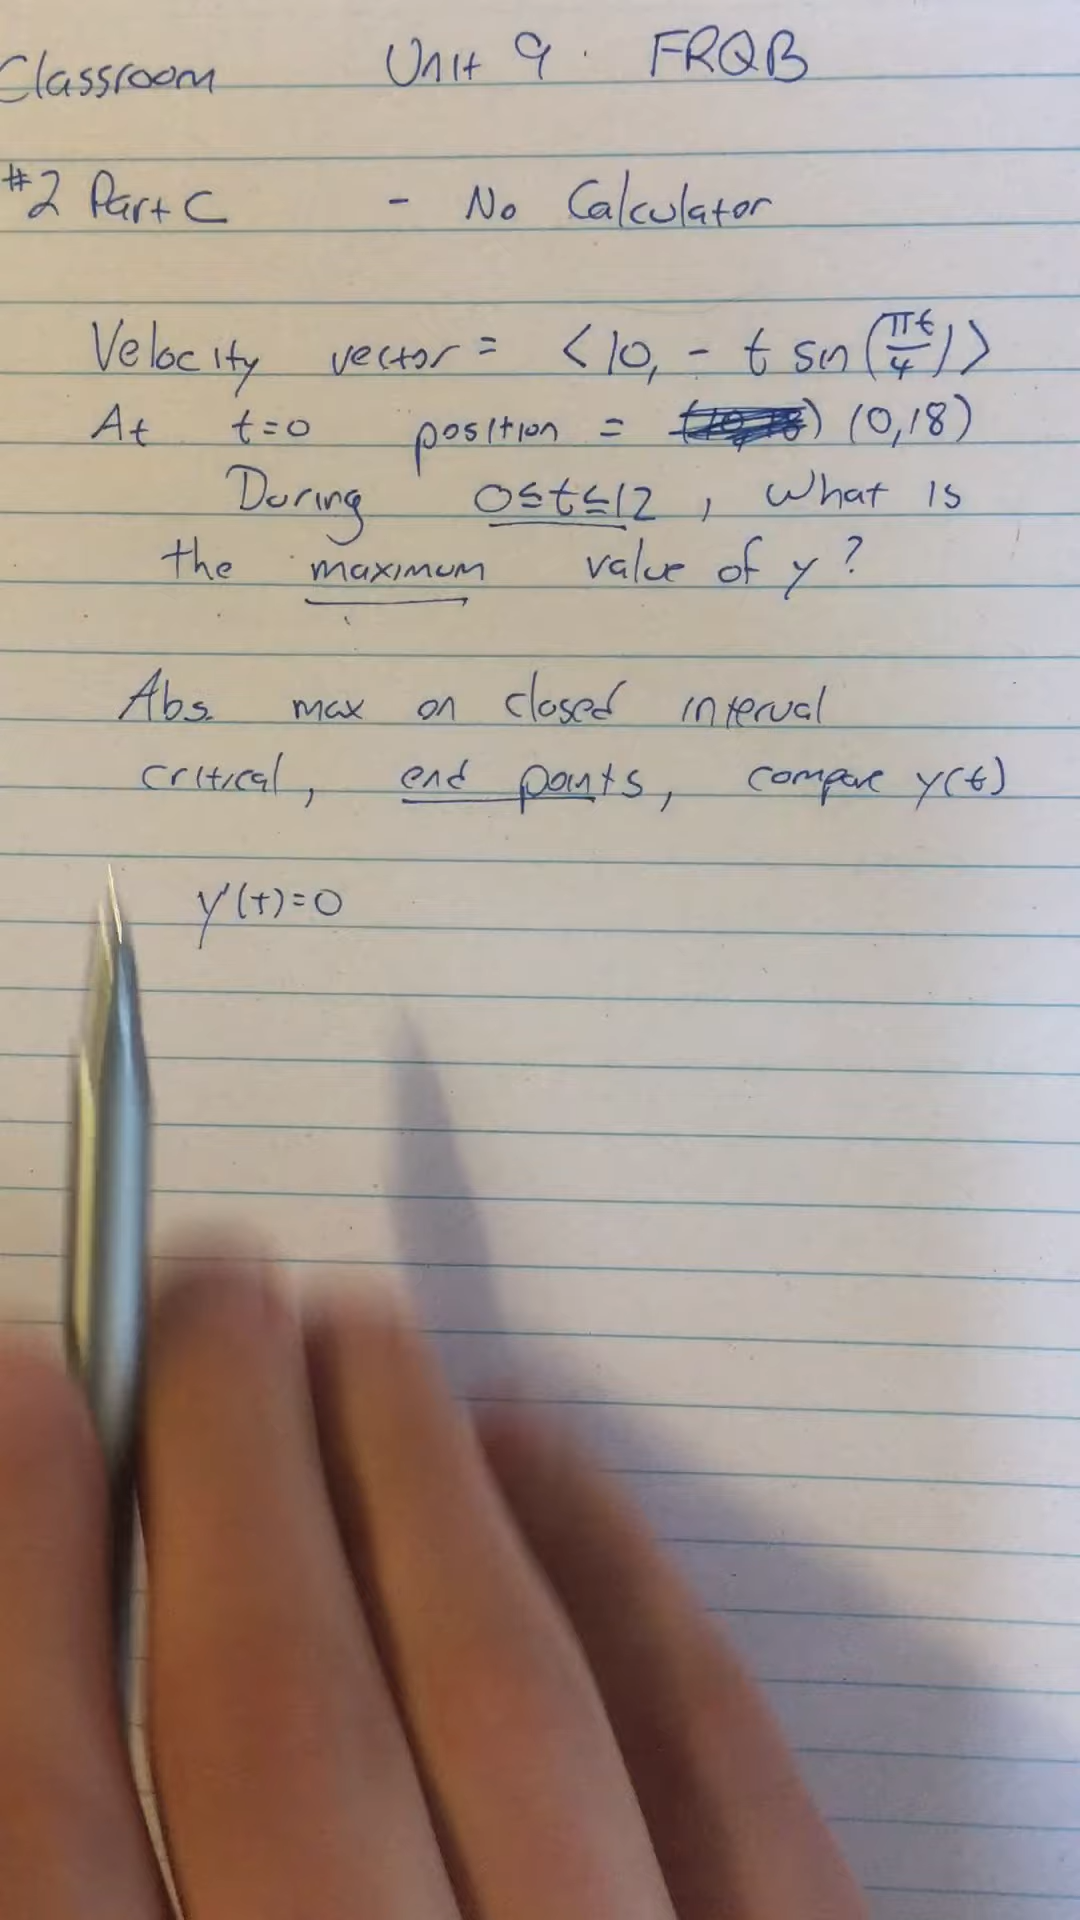 Classroom Unit 9. FRQB
#2 Part C - No Calculator
Velocity vector = <10, - t sin(πt/4)>
At t=0 position = (0,18)
During 0≤t≤12, What is
the maximum value of y?
Abs. max on closed interval
critical, end points, compare y(t)
y'(t)=0